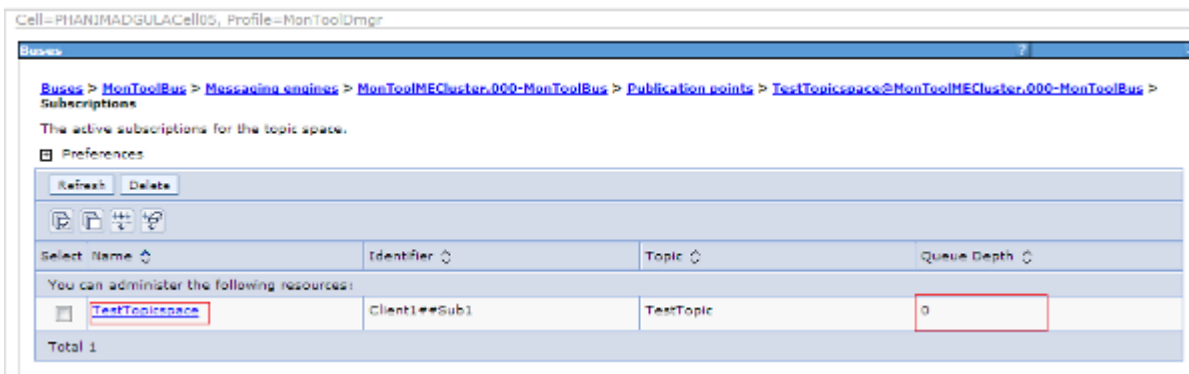 Cell=PHANIMADGULACell05, Profile=MonToolDmgr
Buses ?
Buses > MonToolBus > Messaging engines > MonToolMECluster.000-MonToolBus > Publication points > TestTopicspace@MonToolMECluster.000-MonToolBus >
Subscriptions
The active subscriptions for the topic space.
Preferences
Refresh Delete
Select Name Identifier Topic Queue Depth
You can administer the following resources:
TestTopicspace Client1##Sub1 TestTopic 0
Total 1